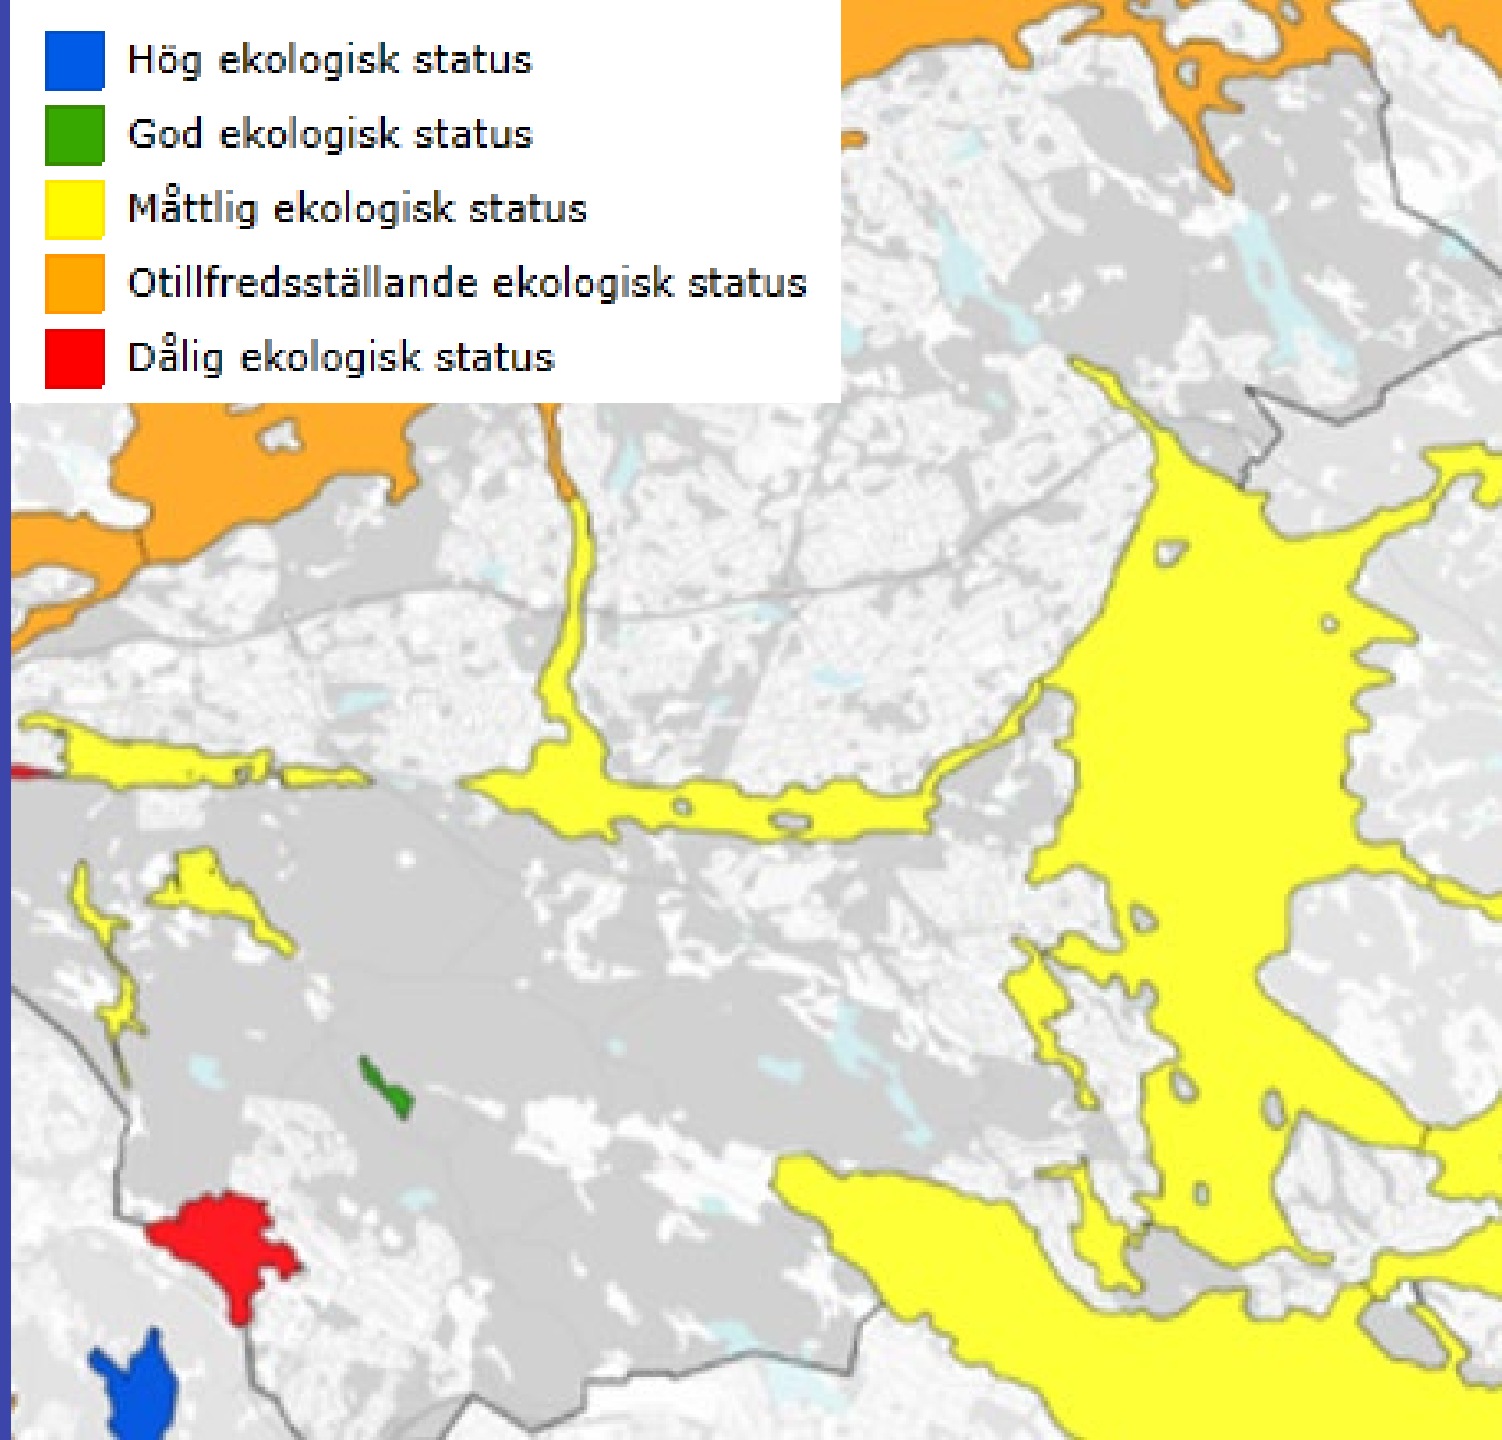 Hög ekologisk status
God ekologisk status
Måttlig ekologisk status
Otillfredsställande ekologisk status
Dålig ekologisk status